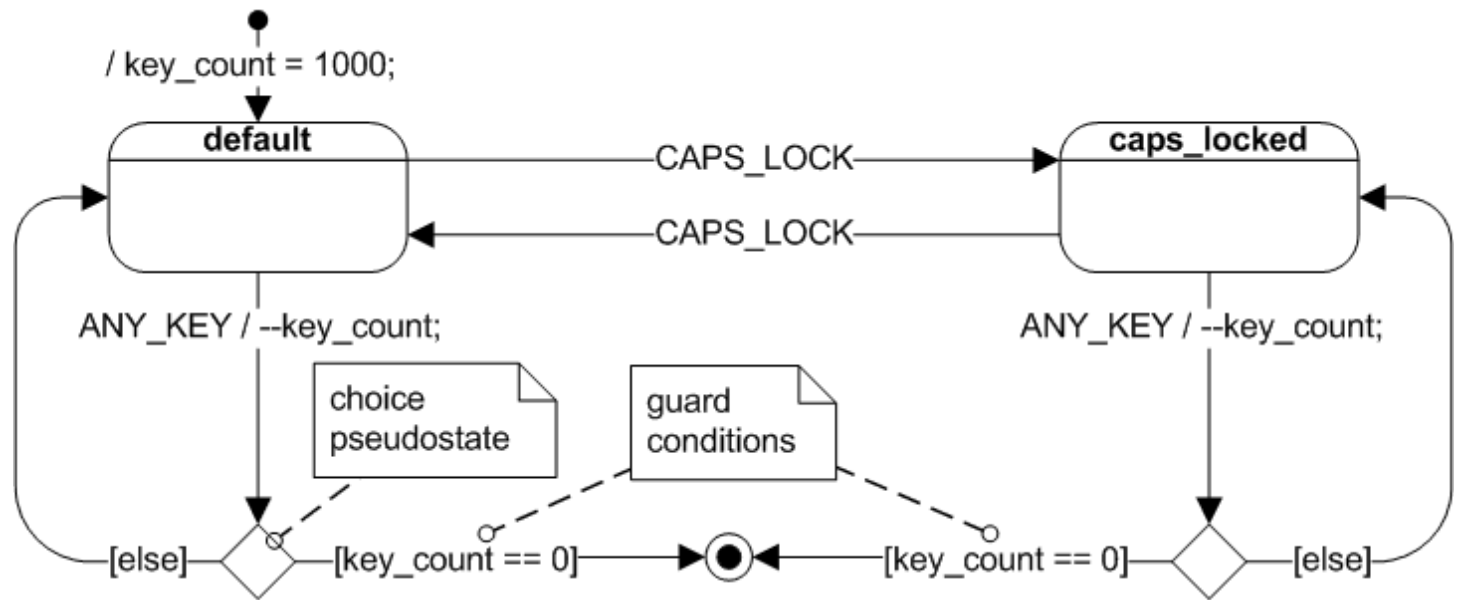 / key_count = 1000;
default
caps_locked
CAPS_LOCK
CAPS_LOCK
ANY_KEY / --key_count;
ANY_KEY / --key_count;
choice
pseudostate
guard
conditions
[else]
[key_count == 0]
[key_count == 0]
[else]